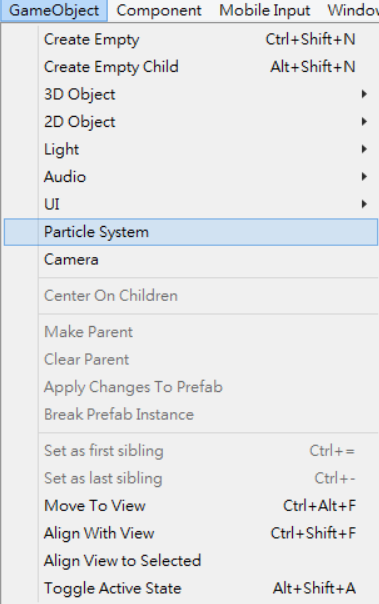 GameObject Component Mobile Input Window
Create Empty Ctrl+Shift+N
Create Empty Child Alt+Shift+N
3D Object
2D Object
Light
Audio
UI
Particle System
Camera
Center On Children
Make Parent
Clear Parent
Apply Changes To Prefab
Break Prefab Instance
Set as first sibling Ctrl+=
Set as last sibling Ctrl+-
Move To View Ctrl+Alt+F
Align With View Ctrl+Shift+F
Align View to Selected
Toggle Active State Alt+Shift+A